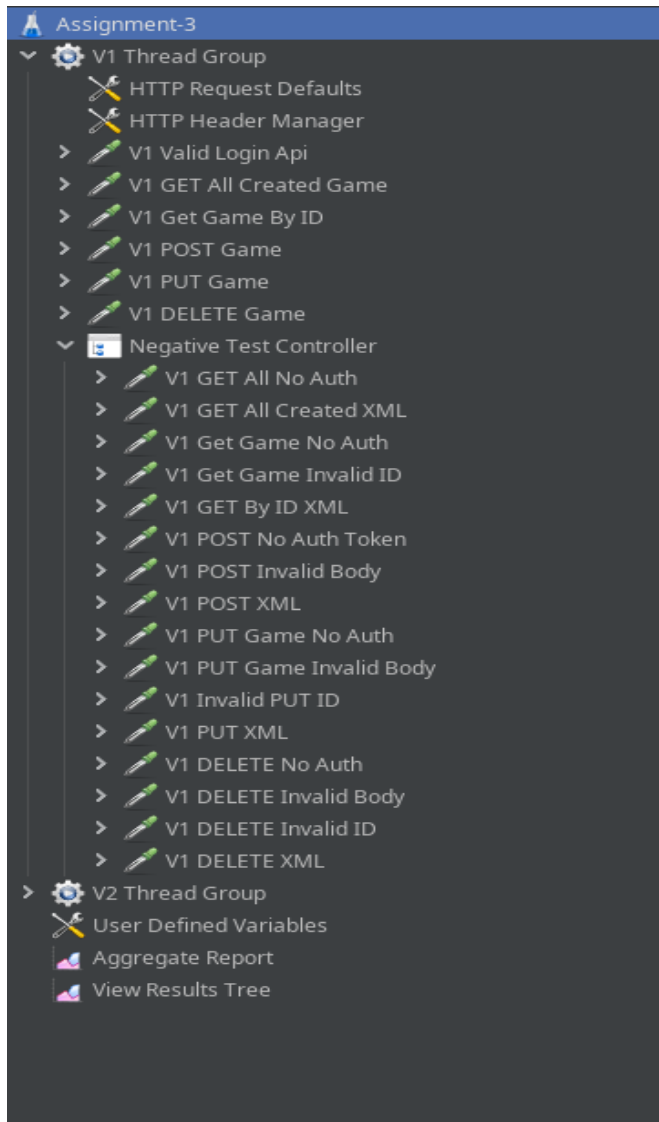 Assignment-3
V1 Thread Group
HTTP Request Defaults
HTTP Header Manager
V1 Valid Login Api
V1 GET All Created Game
V1 Get Game By ID
V1 POST Game
V1 PUT Game
V1 DELETE Game
Negative Test Controller
V1 GET All No Auth
V1 GET All Created XML
V1 Get Game No Auth
V1 Get Game Invalid ID
V1 GET By ID XML
V1 POST No Auth Token
V1 POST Invalid Body
V1 POST XML
V1 PUT Game No Auth
V1 PUT Game Invalid Body
V1 Invalid PUT ID
V1 PUT XML
V1 DELETE No Auth
V1 DELETE Invalid Body
V1 DELETE Invalid ID
V1 DELETE XML
V2 Thread Group
User Defined Variables
Aggregate Report
View Results Tree